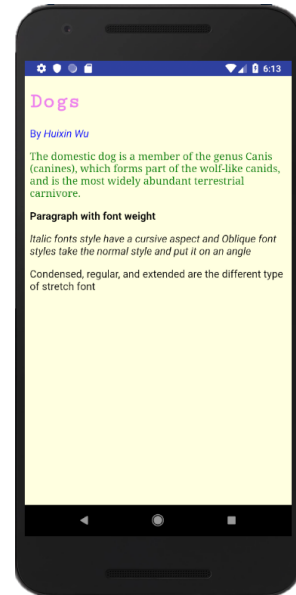 6:13
Dogs
By Huixin Wu
The domestic dog is a member of the genus Canis
(canines), which forms part of the wolf-like canids,
and is the most widely abundant terrestrial
carnivore.
Paragraph with font weight
Italic fonts style have a cursive aspect and Oblique font
styles take the normal style and put it on an angle
Condensed, regular, and extended are the different type
of stretch font